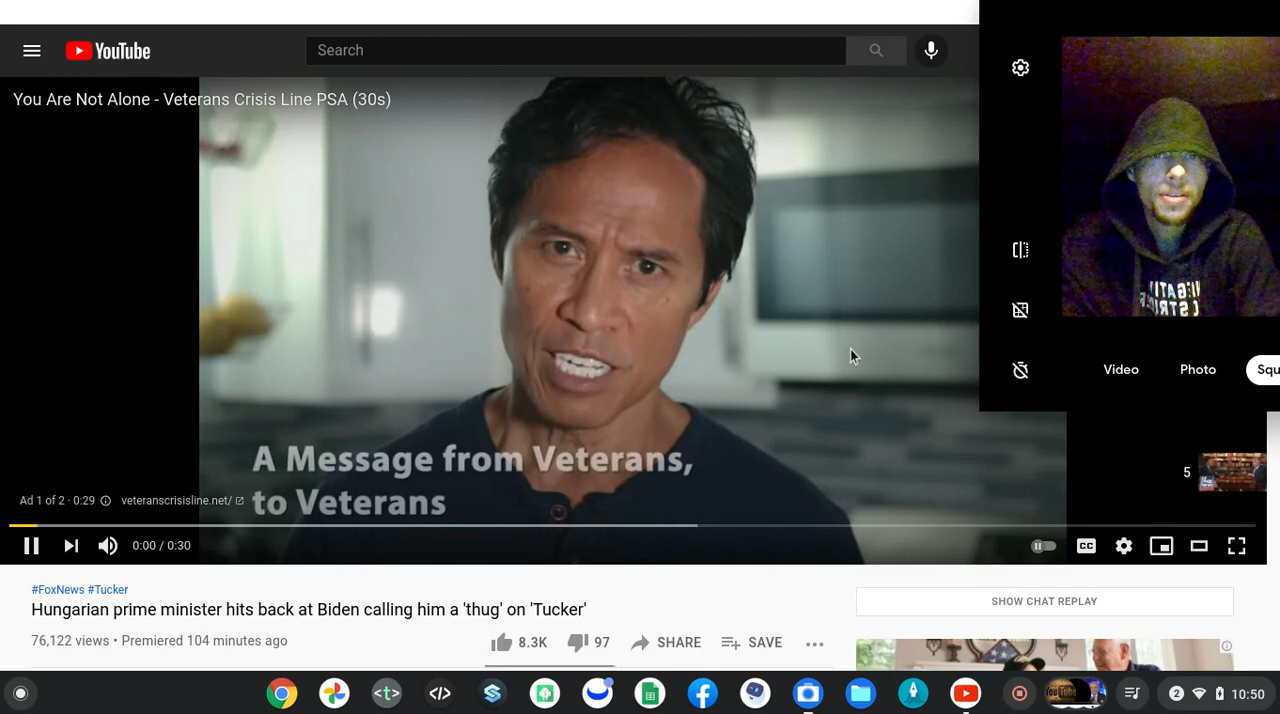 YouTube
Search
You Are Not Alone - Veterans Crisis Line PSA (30s)
Video
Photo
Squ
A Message from Veterans,
to Veterans
5
Ad 1 of 2 · 0:29
veteranscrisisline.net/
0:00 / 0:30
CC
#FoxNews #Tucker
Hungarian prime minister hits back at Biden calling him a 'thug' on 'Tucker'
76,122 views • Premiered 104 minutes ago
8.3K
97
SHARE
SAVE
SHOW CHAT REPLAY
<t>
</>
2
10:50